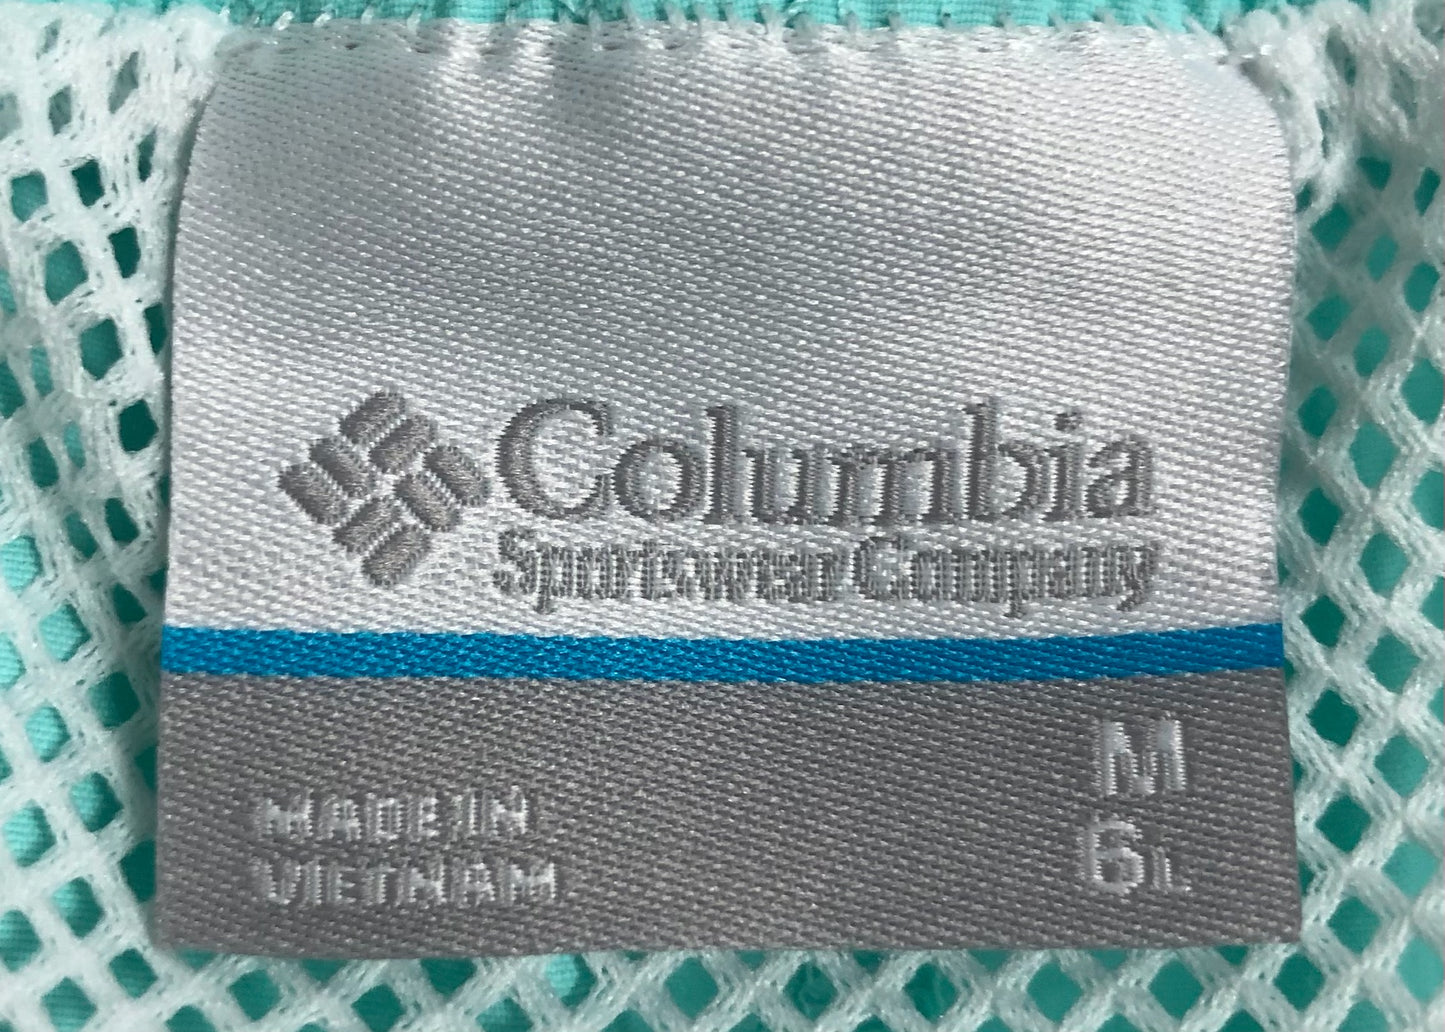 Columbia
Sportswear Company
M
MADE IN
VIETNAM
6L